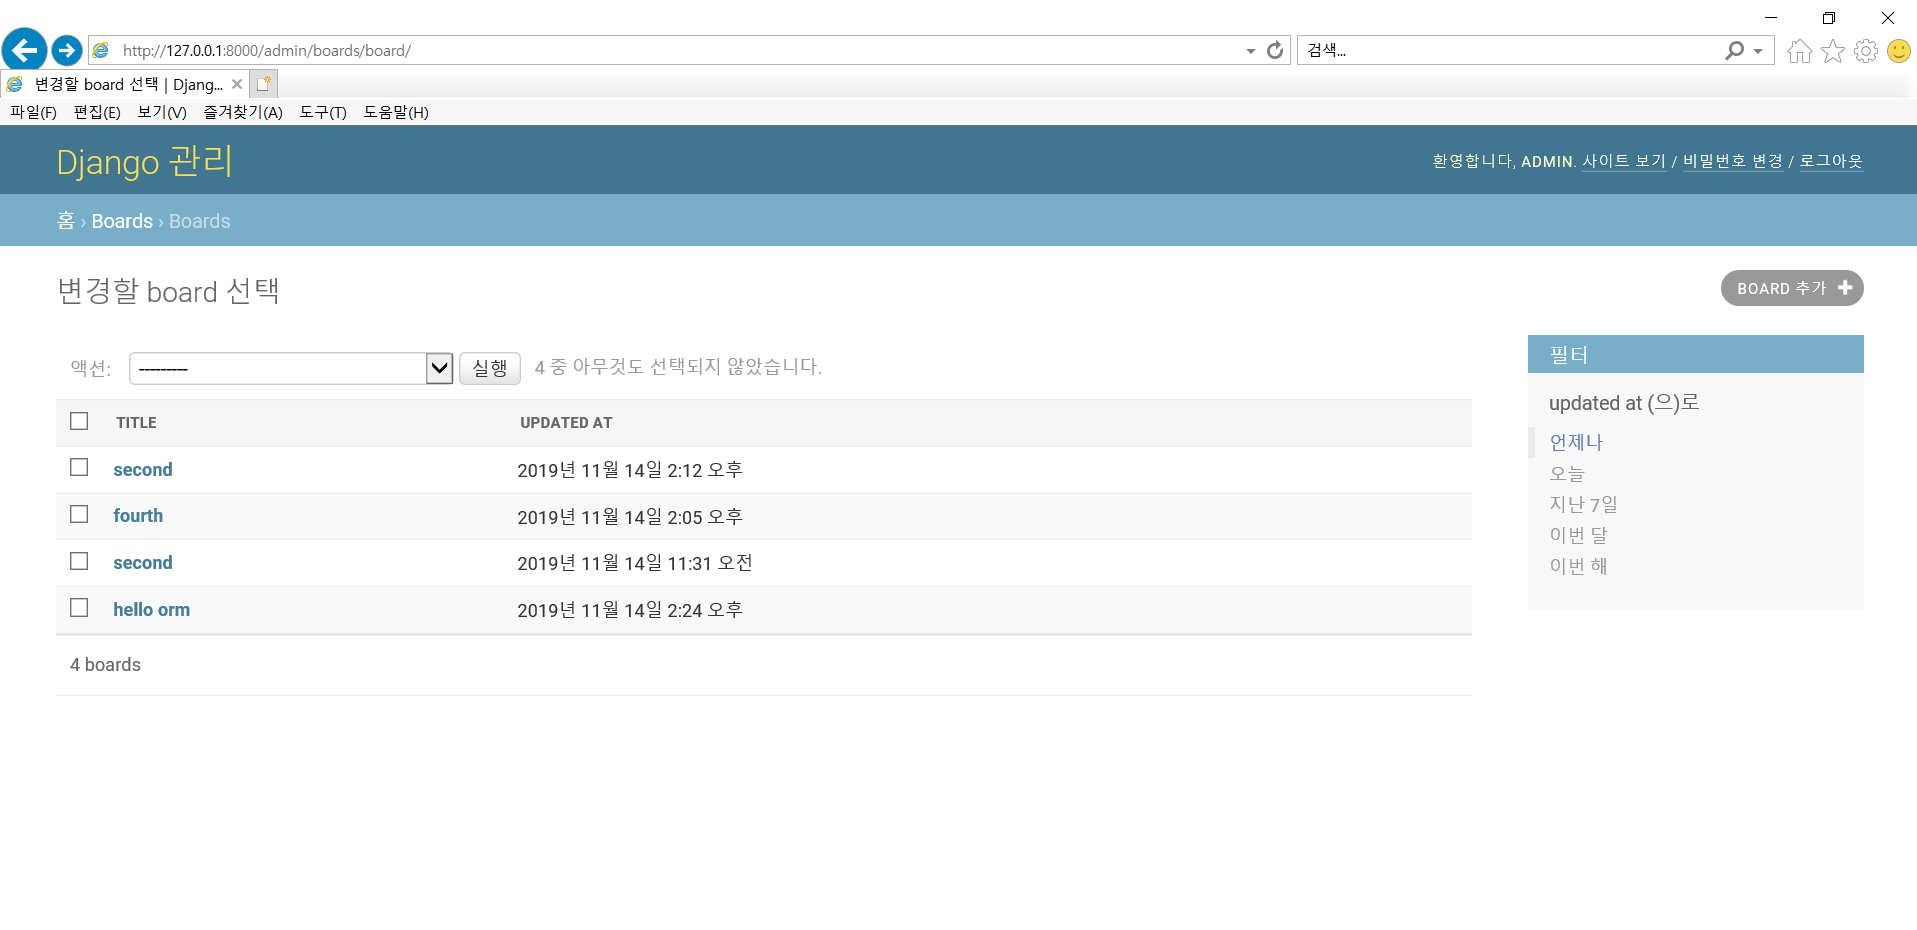 http://127.0.0.1:8000/admin/boards/board/
검색...
변경할 board 선택 | Djang...
파일(F) 편집(E) 보기(V) 즐겨찾기(A) 도구(T) 도움말(H)
Django 관리
환영합니다, ADMIN. 사이트 보기 / 비밀번호 변경 / 로그아웃
홈 › Boards › Boards
변경할 board 선택
BOARD 추가
액션: --------- 실행 4 중 아무것도 선택되지 않았습니다.
TITLE UPDATED AT
second 2019년 11월 14일 2:12 오후
fourth 2019년 11월 14일 2:05 오후
second 2019년 11월 14일 11:31 오전
hello orm 2019년 11월 14일 2:24 오후
4 boards
필터
updated at (으)로
언제나
오늘
지난 7일
이번 달
이번 해